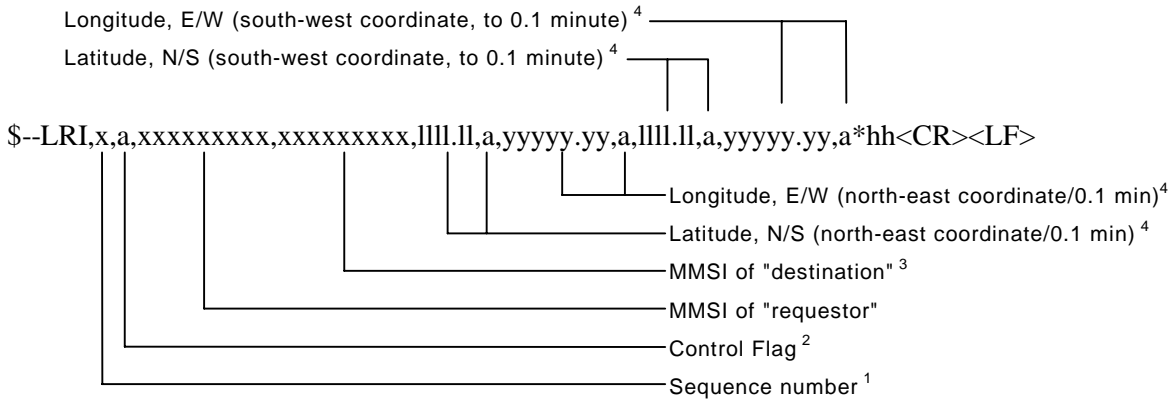 Longitude, E/W (south-west coordinate, to 0.1 minute) 4
Latitude, N/S (south-west coordinate, to 0.1 minute) 4
$--LRI,x,a,xxxxxxxxx,xxxxxxxxx,llll.ll,a,yyyyy.yy,a,llll.ll,a,yyyyy.yy,a*hh<CR><LF>
Longitude, E/W (north-east coordinate/0.1 min)4
Latitude, N/S (north-east coordinate/0.1 min) 4
MMSI of "destination" 3
MMSI of "requestor"
Control Flag 2
Sequence number 1